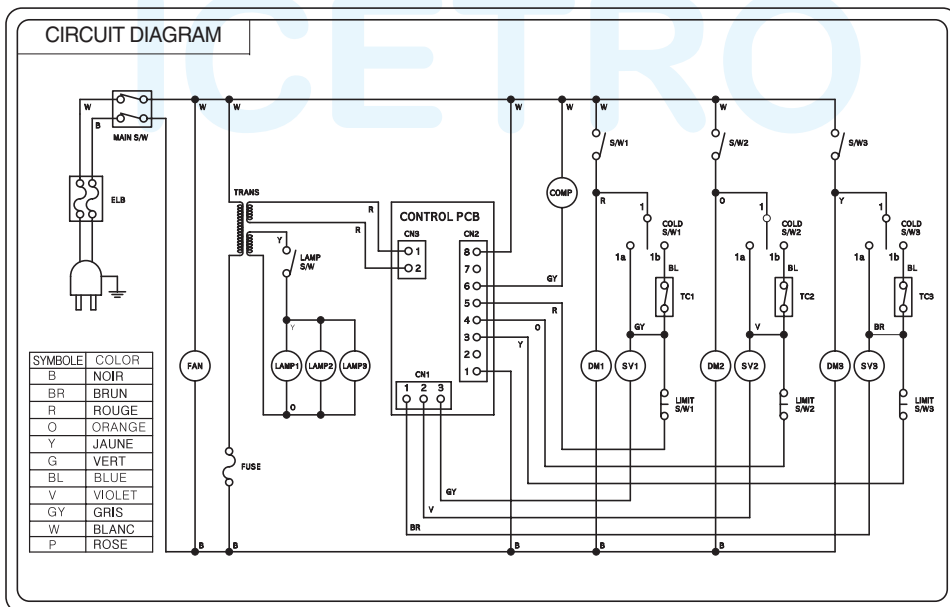 ICETRO
CIRCUIT DIAGRAM
W
B
MAIN S/W
ELB
W
W
W
W
W
W
TRANS
R
R
Y
LAMP
S/W
Y
LAMP1
LAMP2
LAMP3
O
FAN
FUSE
CONTROL PCB
CN3
1
2
CN2
8
7
6
5
4
3
2
1
CN1
1 2 3
COMP
GY
R
O
Y
S/W1
R
1
COLD
S/W1
1a
1b
BL
TC1
GY
DM1
SV1
LIMIT
S/W1
S/W2
O
1
COLD
S/W2
1a
1b
BL
TC2
V
DM2
SV2
LIMIT
S/W2
S/W3
Y
1
COLD
S/W3
1a
1b
BL
TC3
BR
DM3
SV3
LIMIT
S/W3
GY
V
BR
B
B
B
B
B
SYMBOLE COLOR
B NOIR
BR BRUN
R ROUGE
O ORANGE
Y JAUNE
G VERT
BL BLUE
V VIOLET
GY GRIS
W BLANC
P ROSE